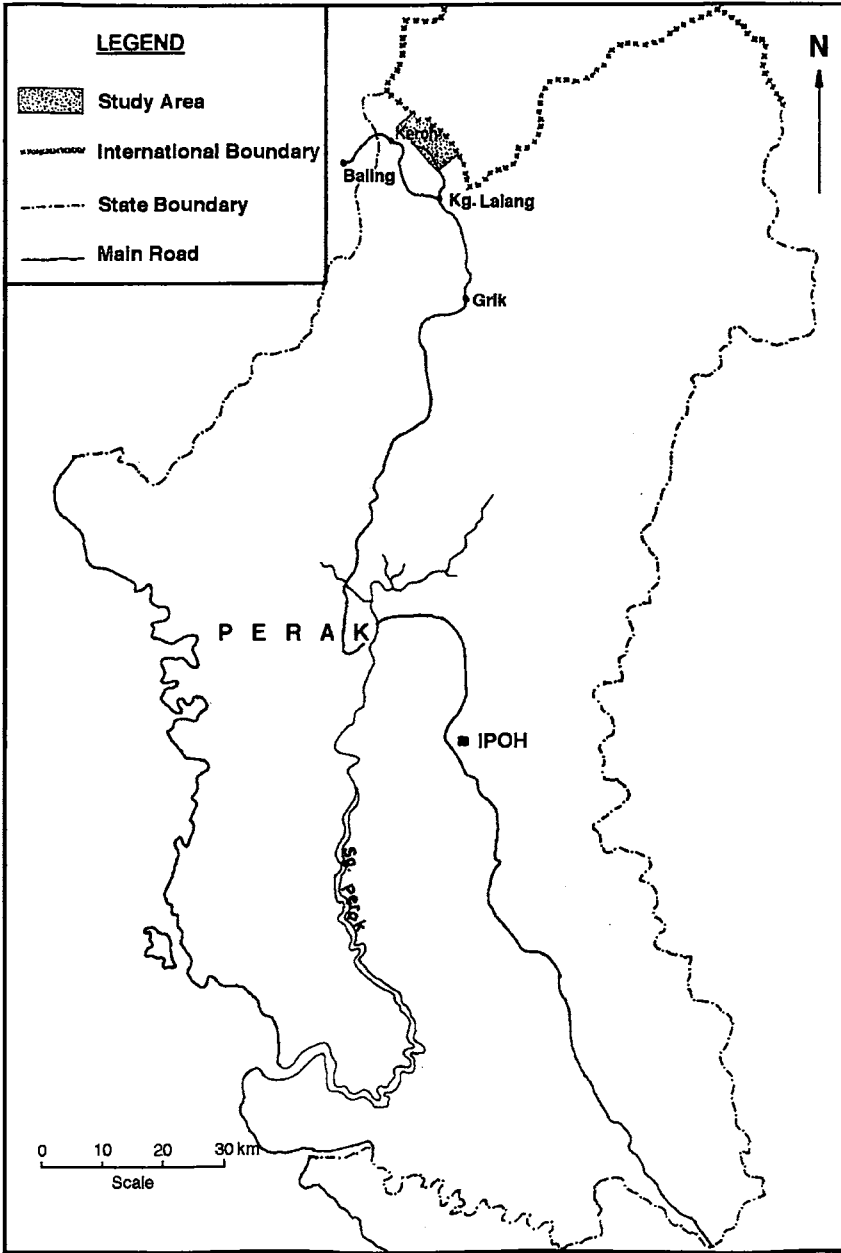 LEGEND
Study Area
International Boundary
State Boundary
Main Road
N
Keroh
Baling
Kg. Lalang
Grik
P E R A K
IPOH
Sg. Perak
0 10 20 30 km
Scale